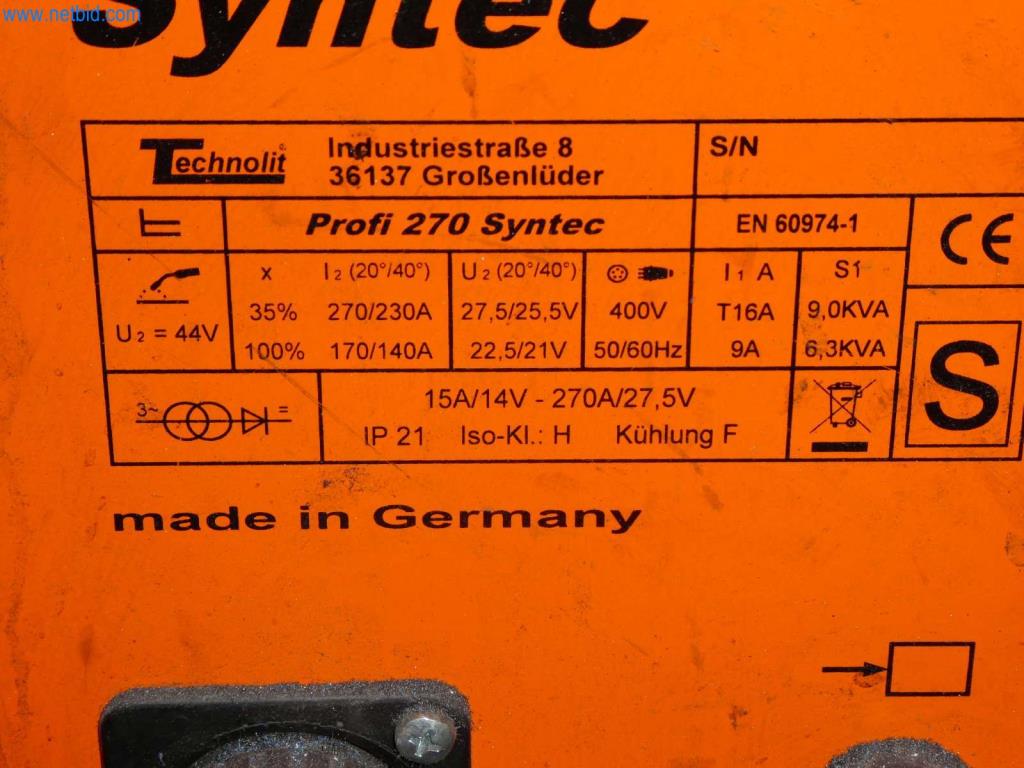 www.netbid.com
Syntec
Technolit
Industriestraße 8
36137 Großenlüder
S/N
Profi 270 Syntec
EN 60974-1
CE
x I2 (20°/40°) U2 (20°/40°) I1 A S1
35% 270/230A 27,5/25,5V 400V T16A 9,0KVA
U2 = 44V
100% 170/140A 22,5/21V 50/60Hz 9A 6,3KVA
S
3~ =
15A/14V - 270A/27,5V
IP 21 Iso-Kl.: H Kühlung F
made in Germany